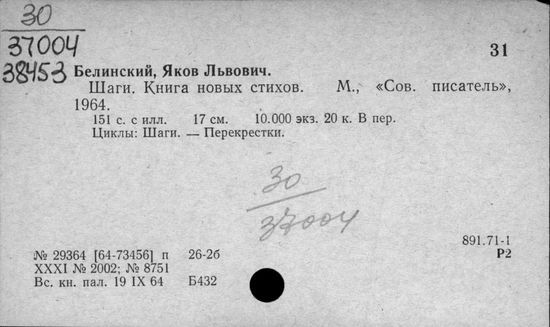 30
37004
38453
31
Белинский, Яков Львович.
Шаги. Книга новых стихов. М., «Сов. писатель»,
1964.
151 с. с илл. 17 см. 10.000 экз. 20 к. В пер.
Циклы: Шаги. — Перекрестки.
30
37004
891.71-1
Р2
№ 29364 [64-73456] п 26-2б
XXXI № 2002; № 8751
Вс. кн. пал. 19 IX 64 Б432